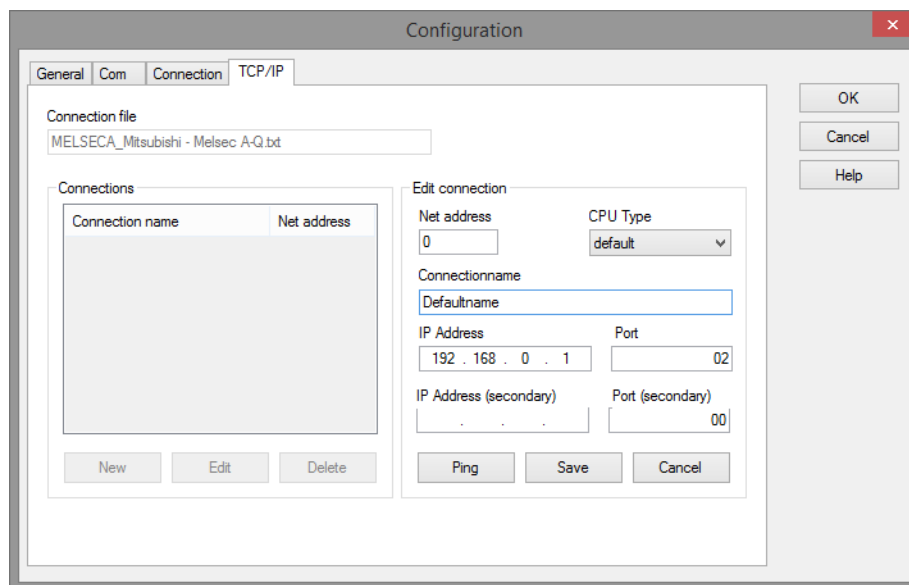 Configuration
General Com Connection TCP/IP
OK
Connection file
MELSECA_Mitsubishi - Melsec A-Q.txt
Cancel
Help
Connections
Connection name Net address
New Edit Delete
Edit connection
Net address CPU Type
0 default
Connectionname
Defaultname
IP Address Port
192 . 168 . 0 . 1 02
IP Address (secondary) Port (secondary)
. . . 00
Ping Save Cancel